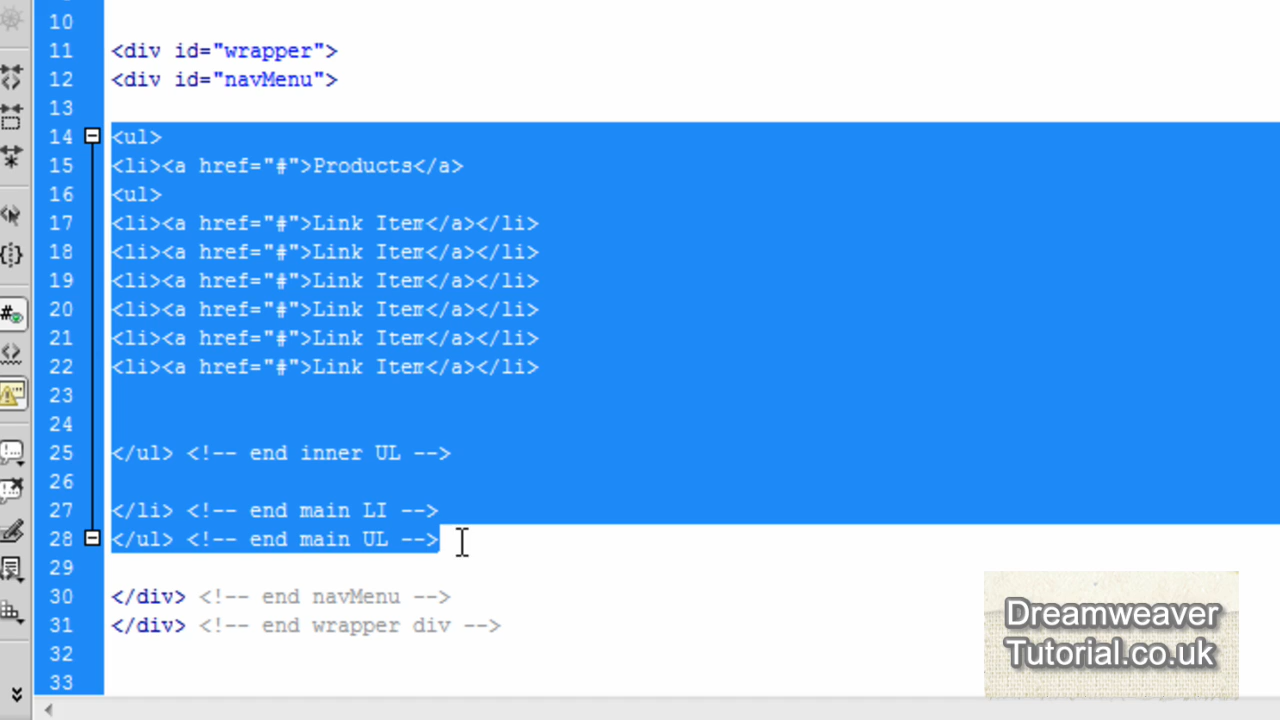 10
11 <div id="wrapper">
12 <div id="navMenu">
13
14 <ul>
15 <li><a href="#">Products</a>
16 <ul>
17 <li><a href="#">Link Item</a></li>
18 <li><a href="#">Link Item</a></li>
19 <li><a href="#">Link Item</a></li>
20 <li><a href="#">Link Item</a></li>
21 <li><a href="#">Link Item</a></li>
22 <li><a href="#">Link Item</a></li>
23
24
25 </ul> <!-- end inner UL -->
26
27 </li> <!-- end main LI -->
28 </ul> <!-- end main UL -->
29
30 </div> <!-- end navMenu -->
31 </div> <!-- end wrapper div -->
32
33
Dreamweaver
Tutorial.co.uk